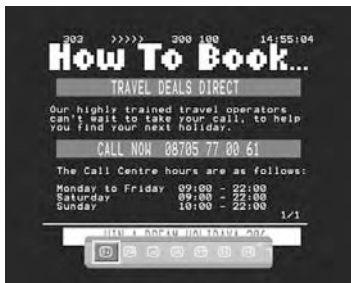 303 >>>>> 300 100 14:55:04
How To Book...
TRAVEL DEALS DIRECT
Our highly trained travel operators
can't wait to take your call, to help
you find your next holiday.
CALL NOW 08705 77 00 61
The Call Centre hours are as follows:
Monday to Friday 09:00 - 22:00
Saturday 09:00 - 22:00
Sunday 10:00 - 22:00
1/1
WIN A DREAM